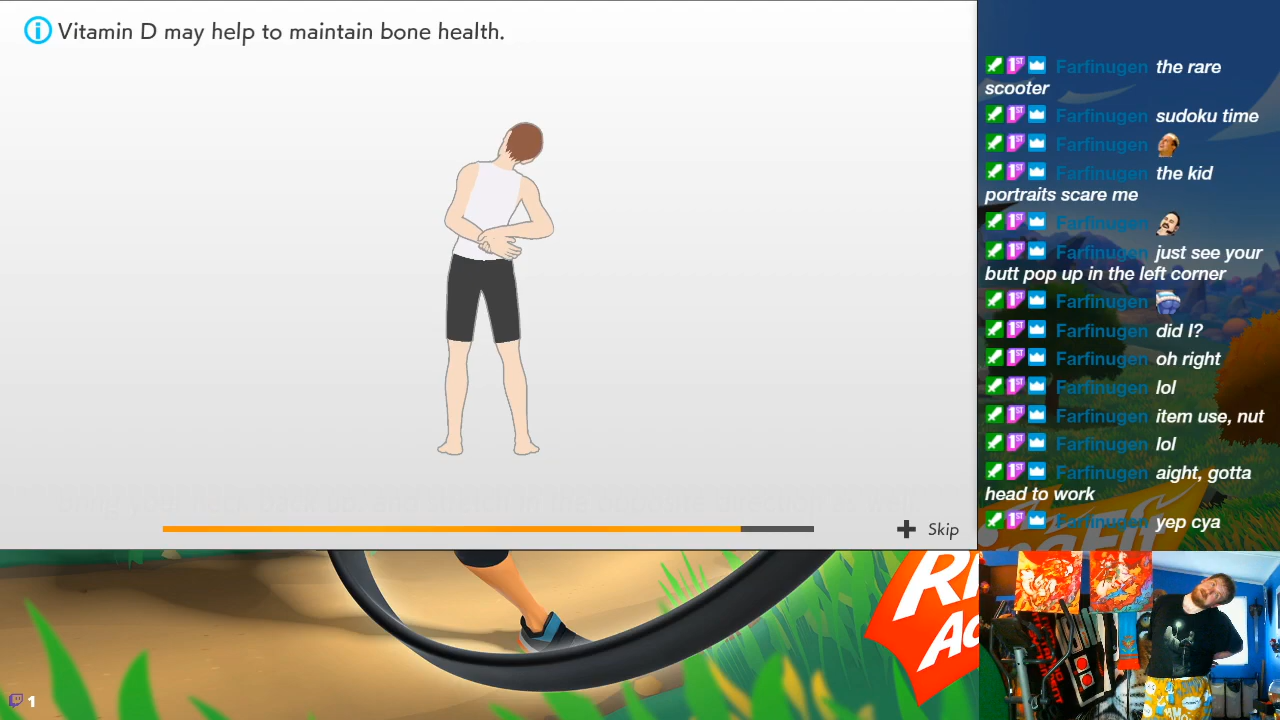 Vitamin D may help to maintain bone health.
Skip
Farfinugen the rare
scooter
Farfinugen sudoku time
Farfinugen
Farfinugen the kid
portraits scare me
Farfinugen
Farfinugen just see your
butt pop up in the left corner
Farfinugen
Farfinugen did I?
Farfinugen oh right
Farfinugen lol
Farfinugen item use, nut
Farfinugen lol
Farfinugen aight, gotta
head to work
Farfinugen yep cya
1